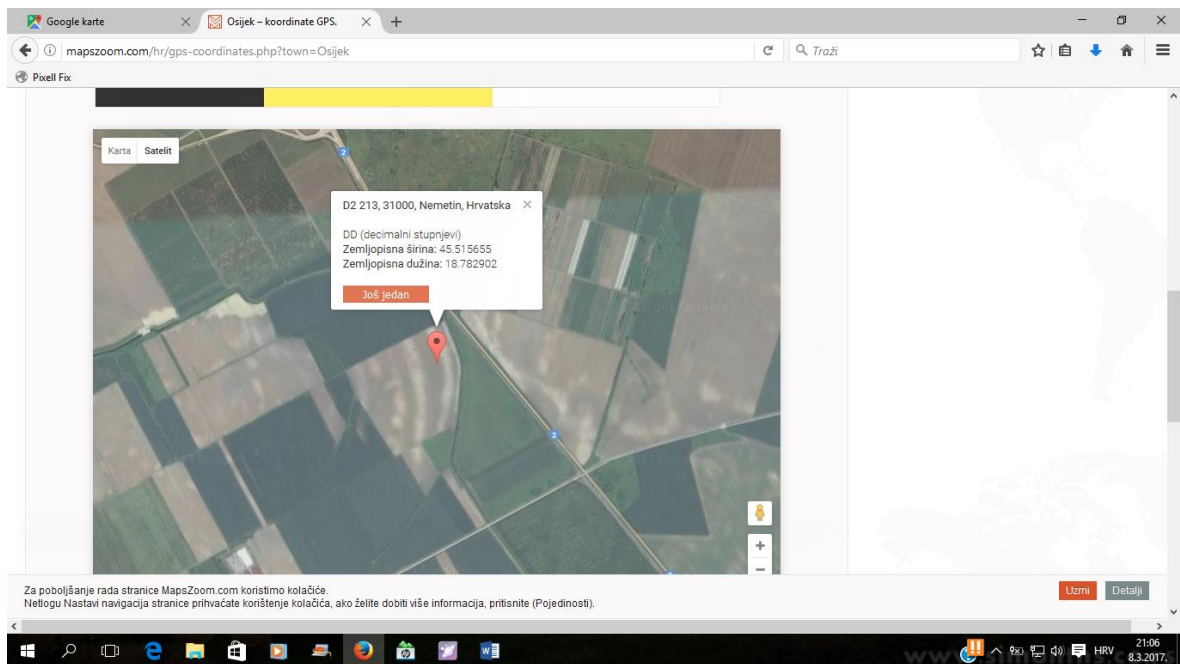 Google karte
Osijek – koordinate GPS.
mapszoom.com/hr/gps-coordinates.php?town=Osijek
Traži
Pixell Fix
Karta Satelit
2
D2 213, 31000, Nemetin, Hrvatska
DD (decimalni stupnjevi)
Zemljopisna širina: 45.515655
Zemljopisna dužina: 18.782902
Još jedan
2
2
Za poboljšanje rada stranice MapsZoom.com koristimo kolačiće.
Netlogu Nastavi navigacija stranice prihvaćate korištenje kolačića, ako želite dobiti više informacija, pritisnite (Pojedinosti).
Uzmi Detalji
HRV
21:06
8.3.2017.